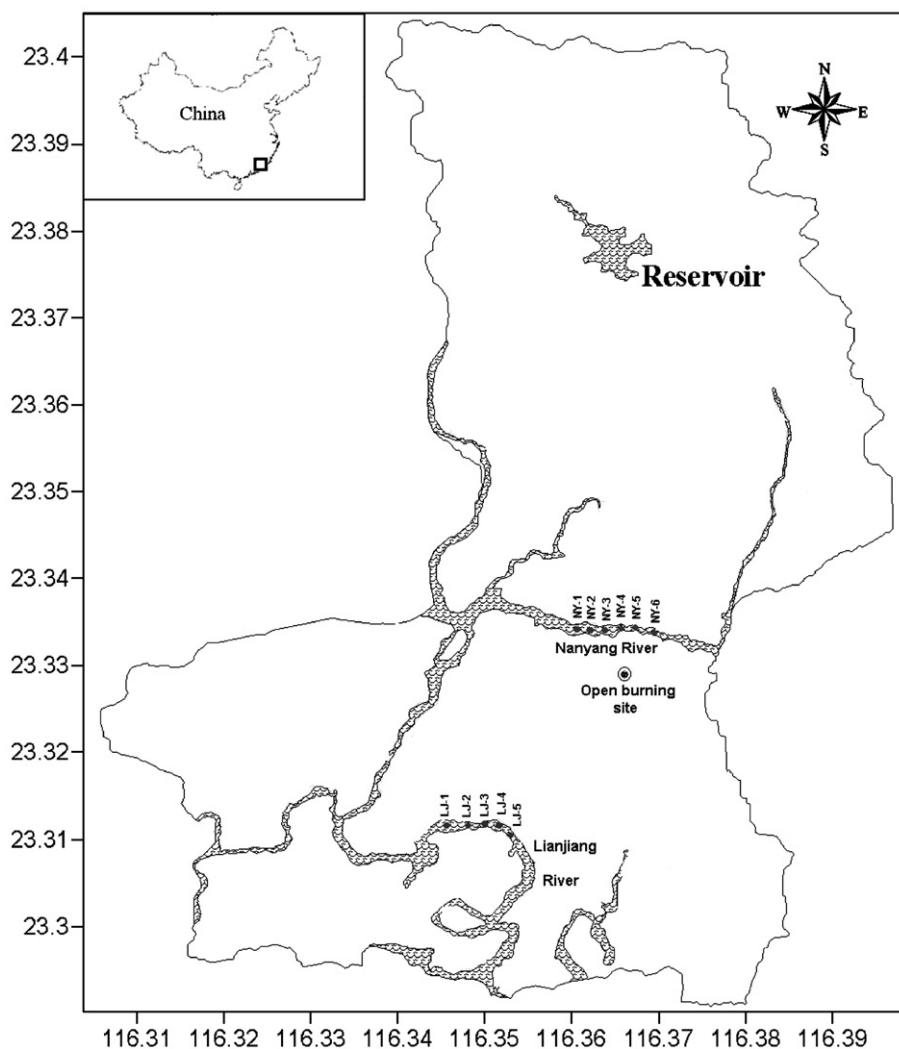 23.4
23.39
23.38
23.37
23.36
23.35
23.34
23.33
23.32
23.31
23.3
China
N
W E
S
Reservoir
NY-1
NY-2
NY-3
NY-4
NY-5
NY-6
Nanyang River
Open burning
site
LJ-1
LJ-2
LJ-3
LJ-4
LJ-5
Lianjiang
River
116.31 116.32 116.33 116.34 116.35 116.36 116.37 116.38 116.39